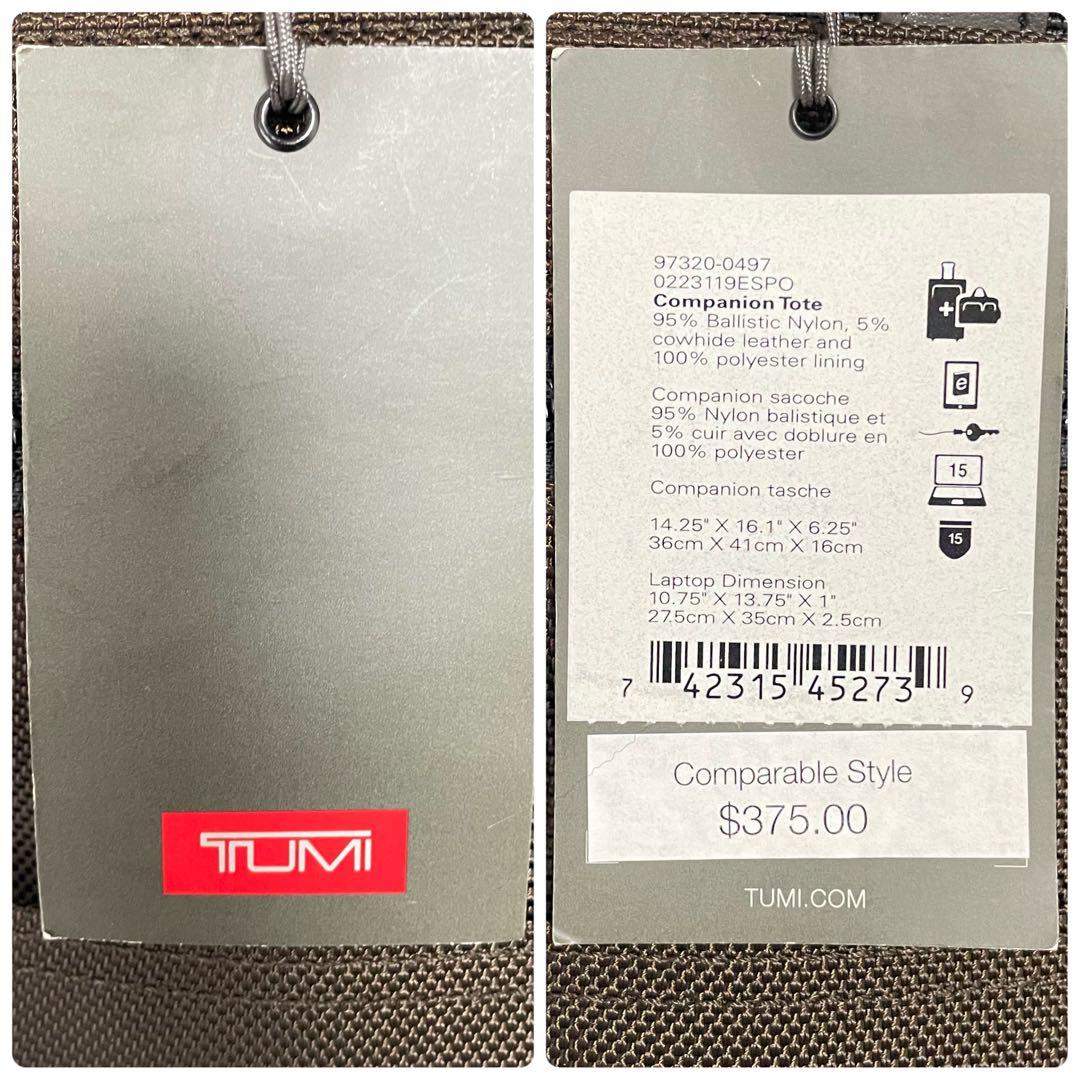 TUMI
97320-0497
0223119ESPO
Companion Tote
95% Ballistic Nylon, 5%
cowhide leather and
100% polyester lining
Companion sacoche
95% Nylon balistique et
5% cuir avec doblure en
100% polyester
Companion tasche
14.25" X 16.1" X 6.25"
36cm X 41cm X 16cm
Laptop Dimension
10.75" X 13.75" X 1"
27.5cm X 35cm X 2.5cm
e
15
15
7 42315 45273 9
Comparable Style
$375.00
TUMI.COM